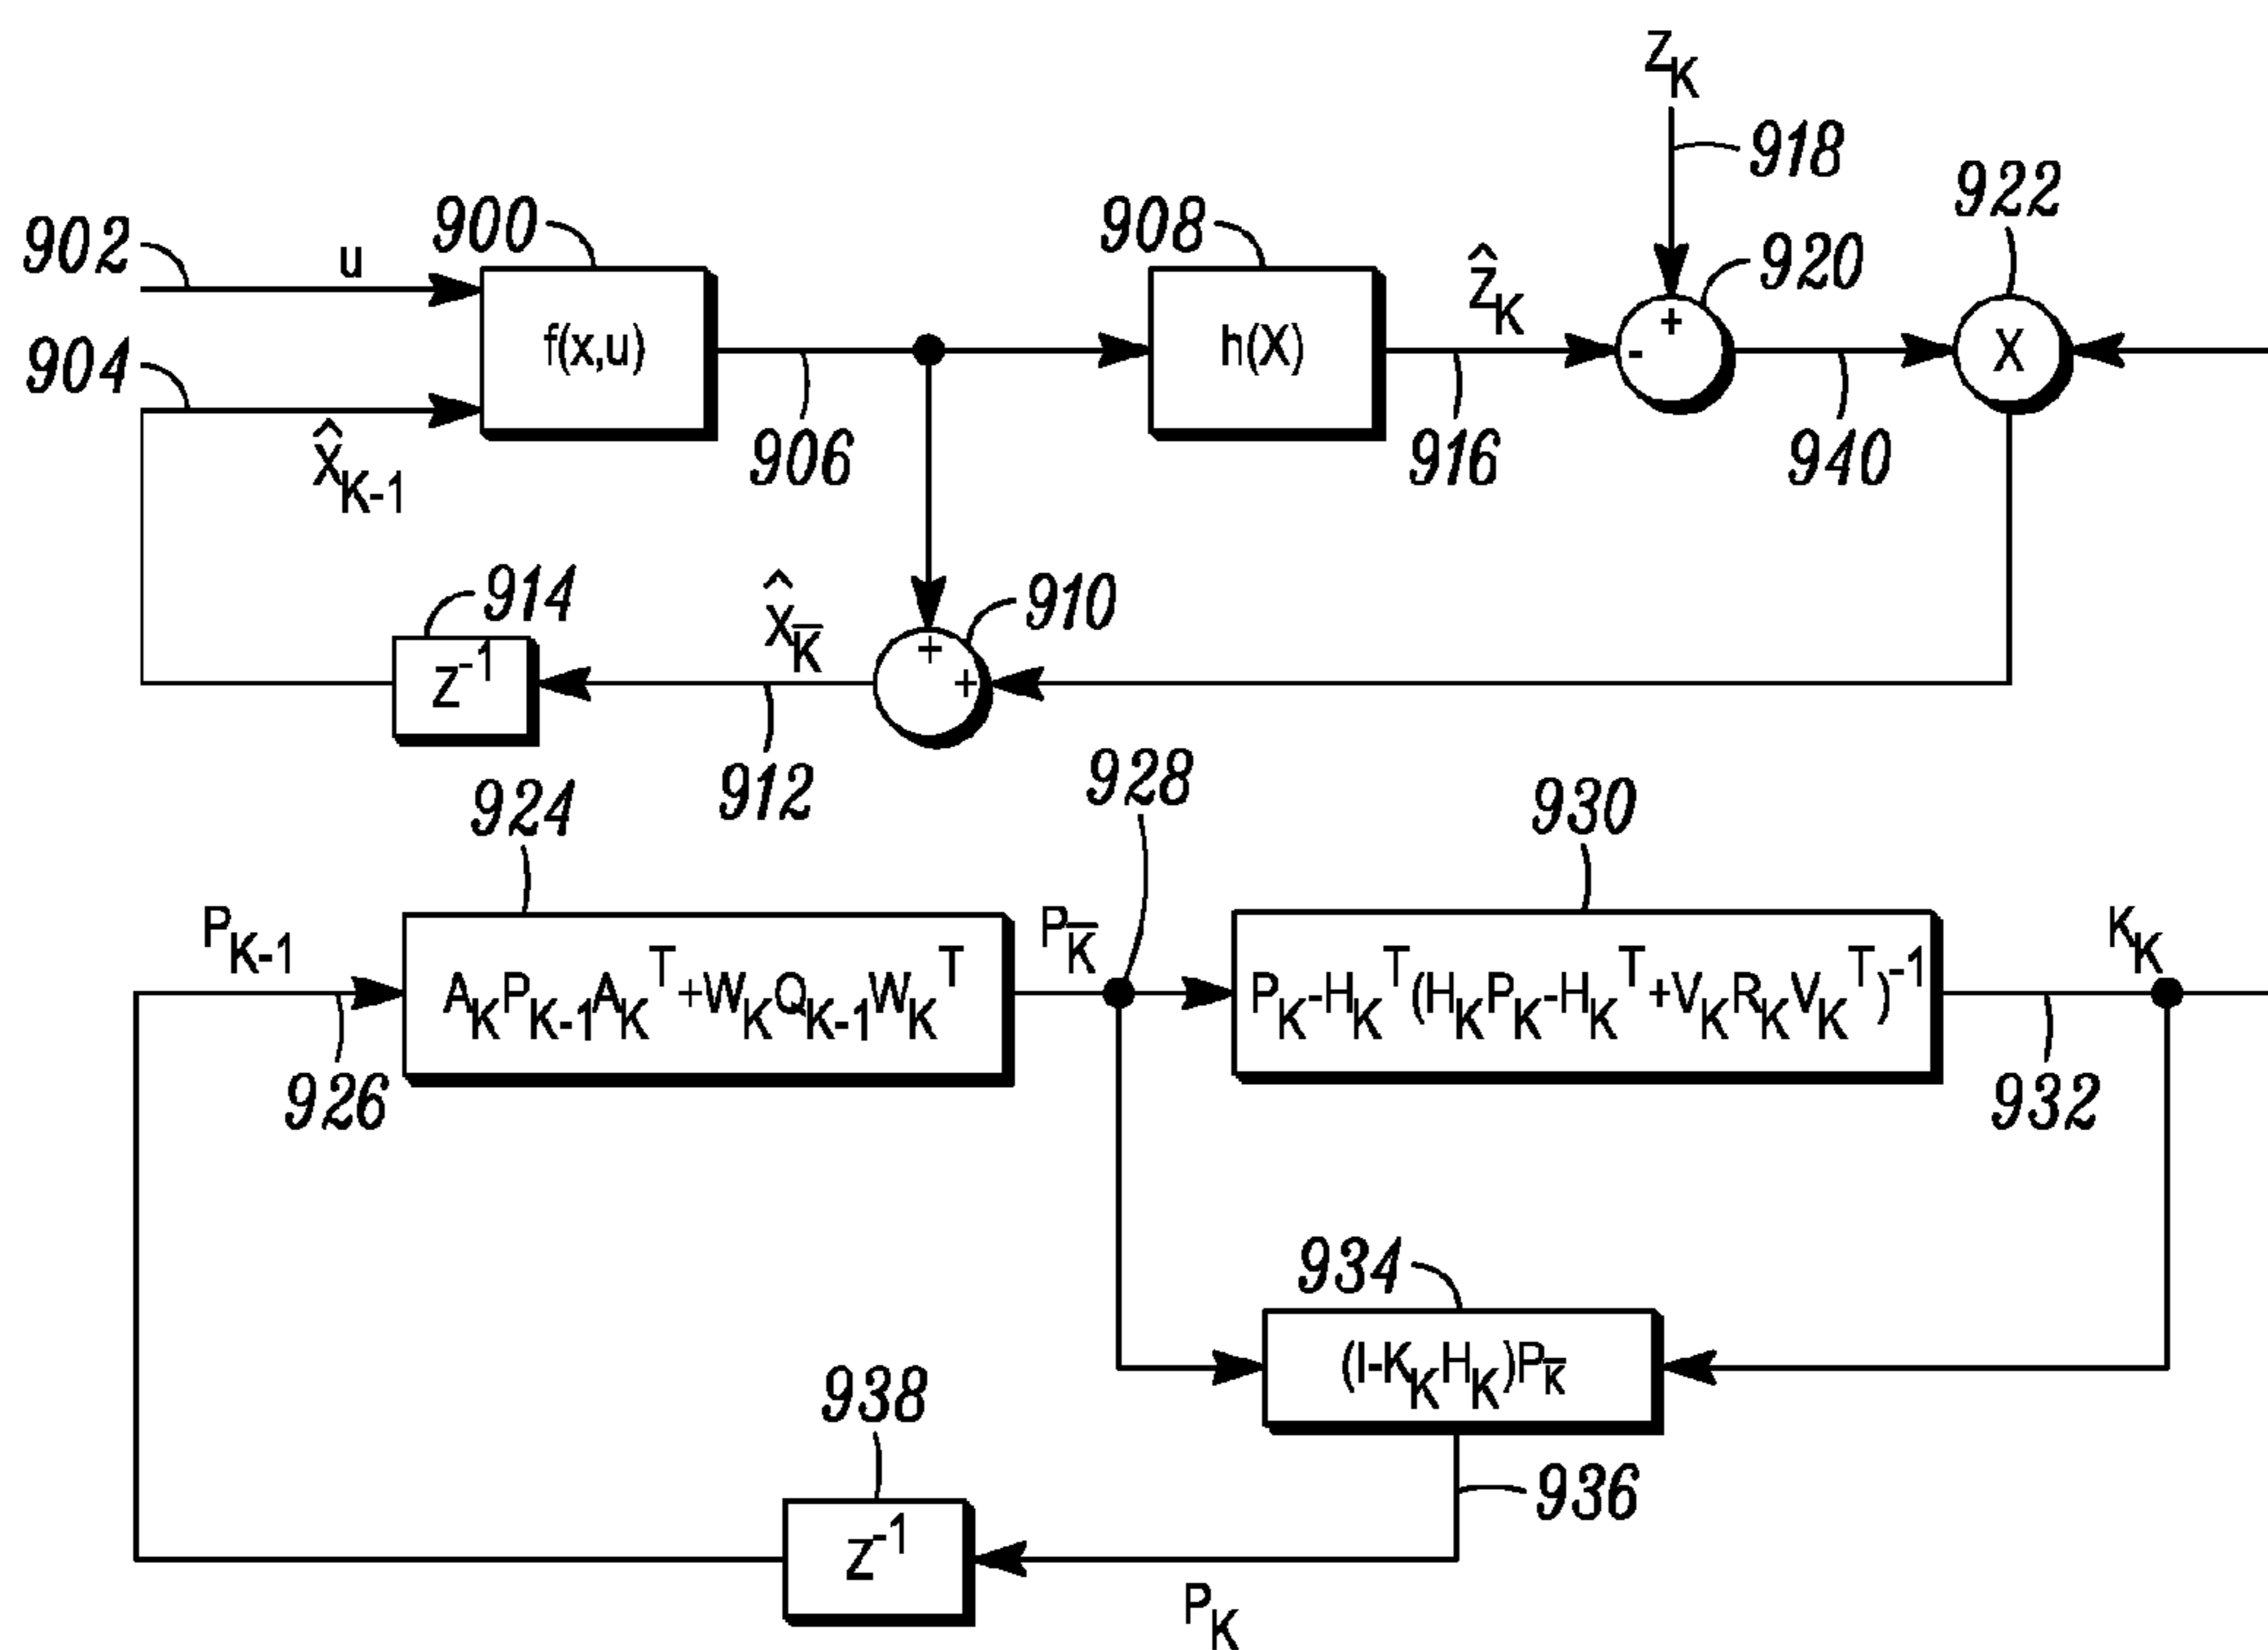 z_K
918
922
902
u
900
908
920
ẑ_K
f(x,u)
h(X)
+
-
X
904
x̂_K-1
906
916
940
914
x̂_K̅
910
z^-1
+
+
912
928
924
930
P_K-1
P_K̅
K_K
A_K P_K-1 A_K^T+W_K Q_K-1 W_K^T
P_K-H_K^T(H_K P_K-H_K^T+V_K R_K V_K^T)^-1
926
932
934
(I-K_K H_K)P_K̅
938
936
z^-1
P_K